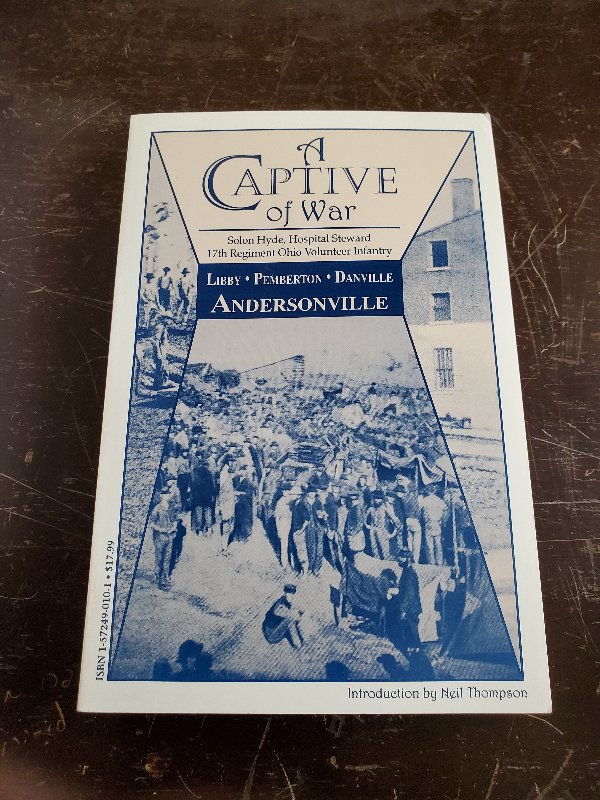 A
CAPTIVE
of War
Solon Hyde, Hospital Steward
17th Regiment Ohio Volunteer Infantry
LIBBY • PEMBERTON • DANVILLE
ANDERSONVILLE
ISBN 1-57249-010-1 • $17.99
Introduction by Neil Thompson